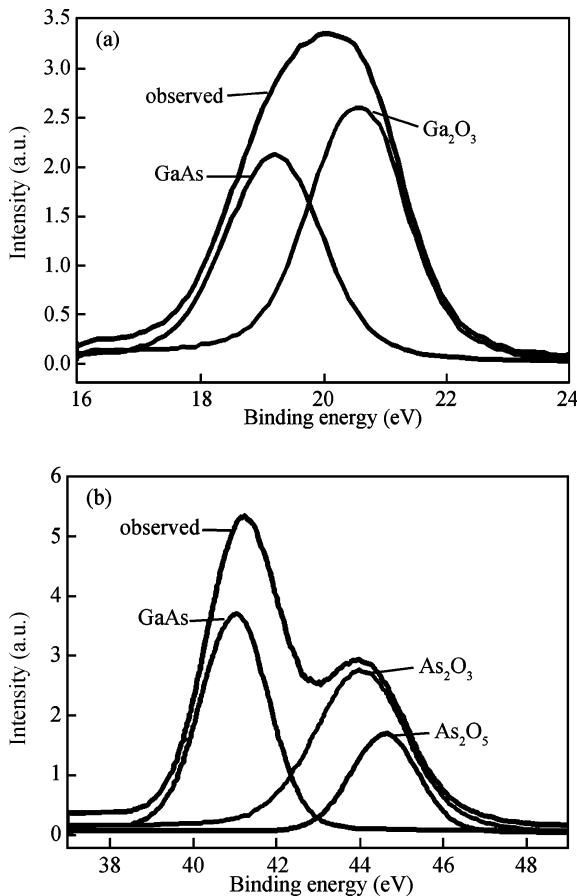 3.5
(a)
3.0
observed
2.5
Ga₂O₃
2.0
GaAs
1.5
1.0
0.5
0.0
Intensity (a.u.)
16 18 20 22 24
Binding energy (eV)
6
(b)
5
observed
4
GaAs
3
As₂O₃
2
As₂O₅
1
0
Intensity (a.u.)
38 40 42 44 46 48
Binding energy (eV)